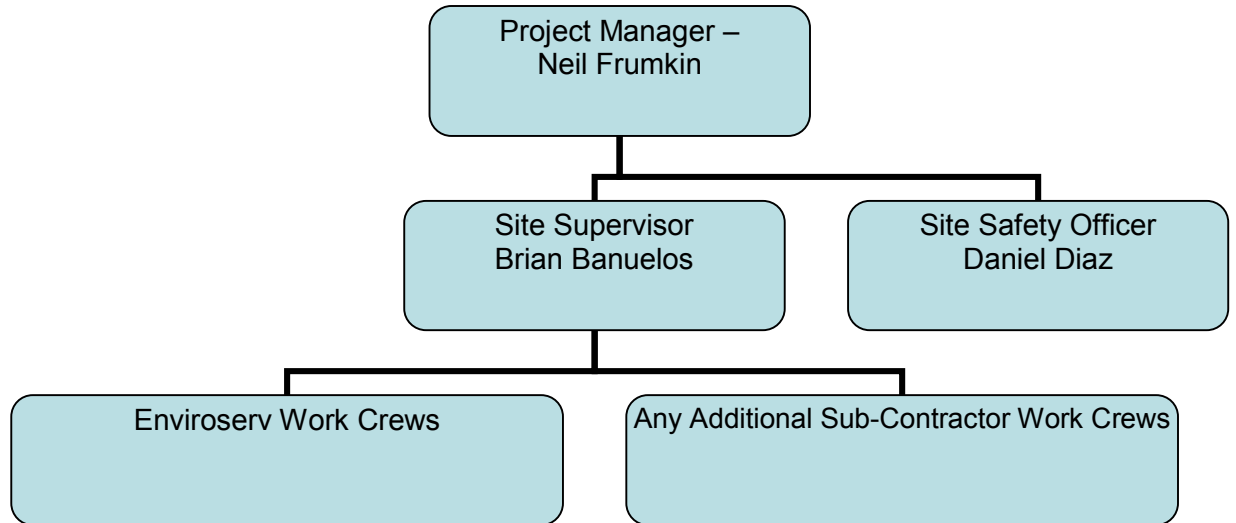 Project Manager –
Neil Frumkin
Site Supervisor
Brian Banuelos
Site Safety Officer
Daniel Diaz
Enviroserv Work Crews
Any Additional Sub-Contractor Work Crews